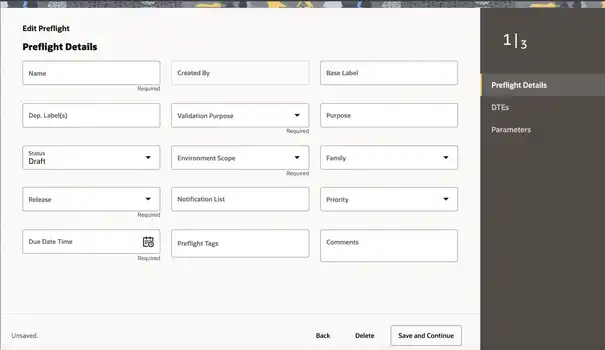 Edit Preflight
Preflight Details
Name
Required
Created By
Base Label
Dep. Label(s)
Validation Purpose
Required
Purpose
Status
Draft
Environment Scope
Required
Family
Release
Required
Notification List
Priority
Due Date Time
Required
Preflight Tags
Comments
Unsaved.
Back
Delete
Save and Continue
1|3
Preflight Details
DTEs
Parameters